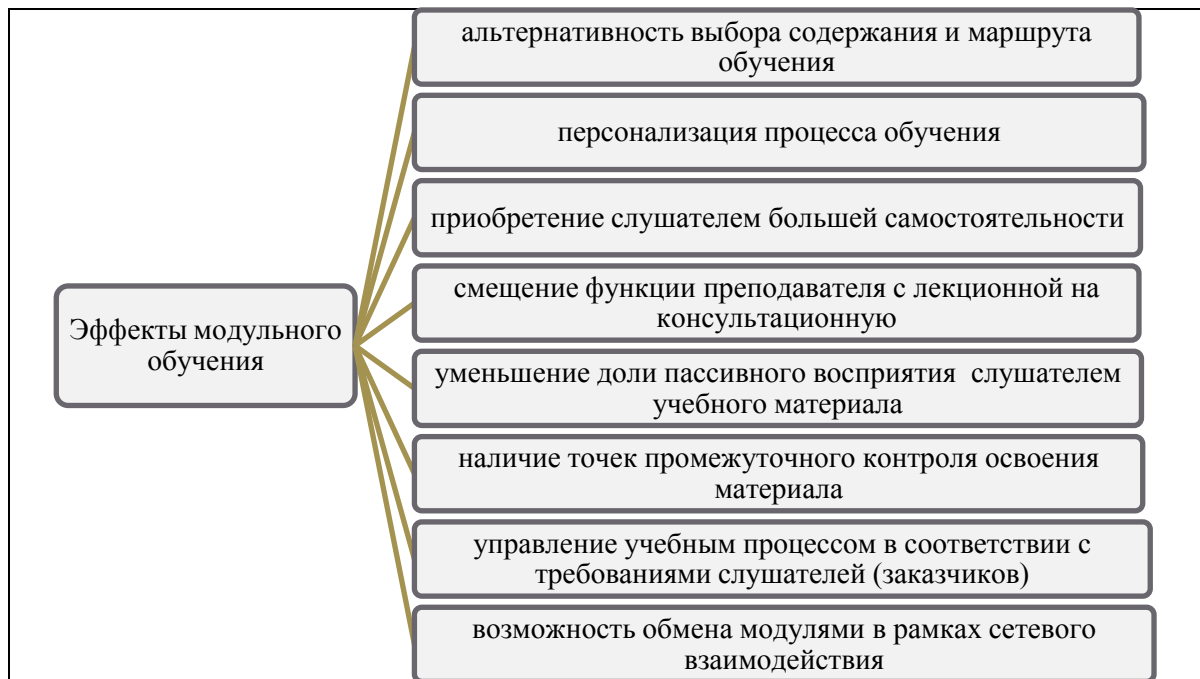 Эффекты модульного
обучения
альтернативность выбора содержания и маршрута
обучения
персонализация процесса обучения
приобретение слушателем большей самостоятельности
смещение функции преподавателя с лекционной на
консультационную
уменьшение доли пассивного восприятия слушателем
учебного материала
наличие точек промежуточного контроля освоения
материала
управление учебным процессом в соответствии с
требованиями слушателей (заказчиков)
возможность обмена модулями в рамках сетевого
взаимодействия